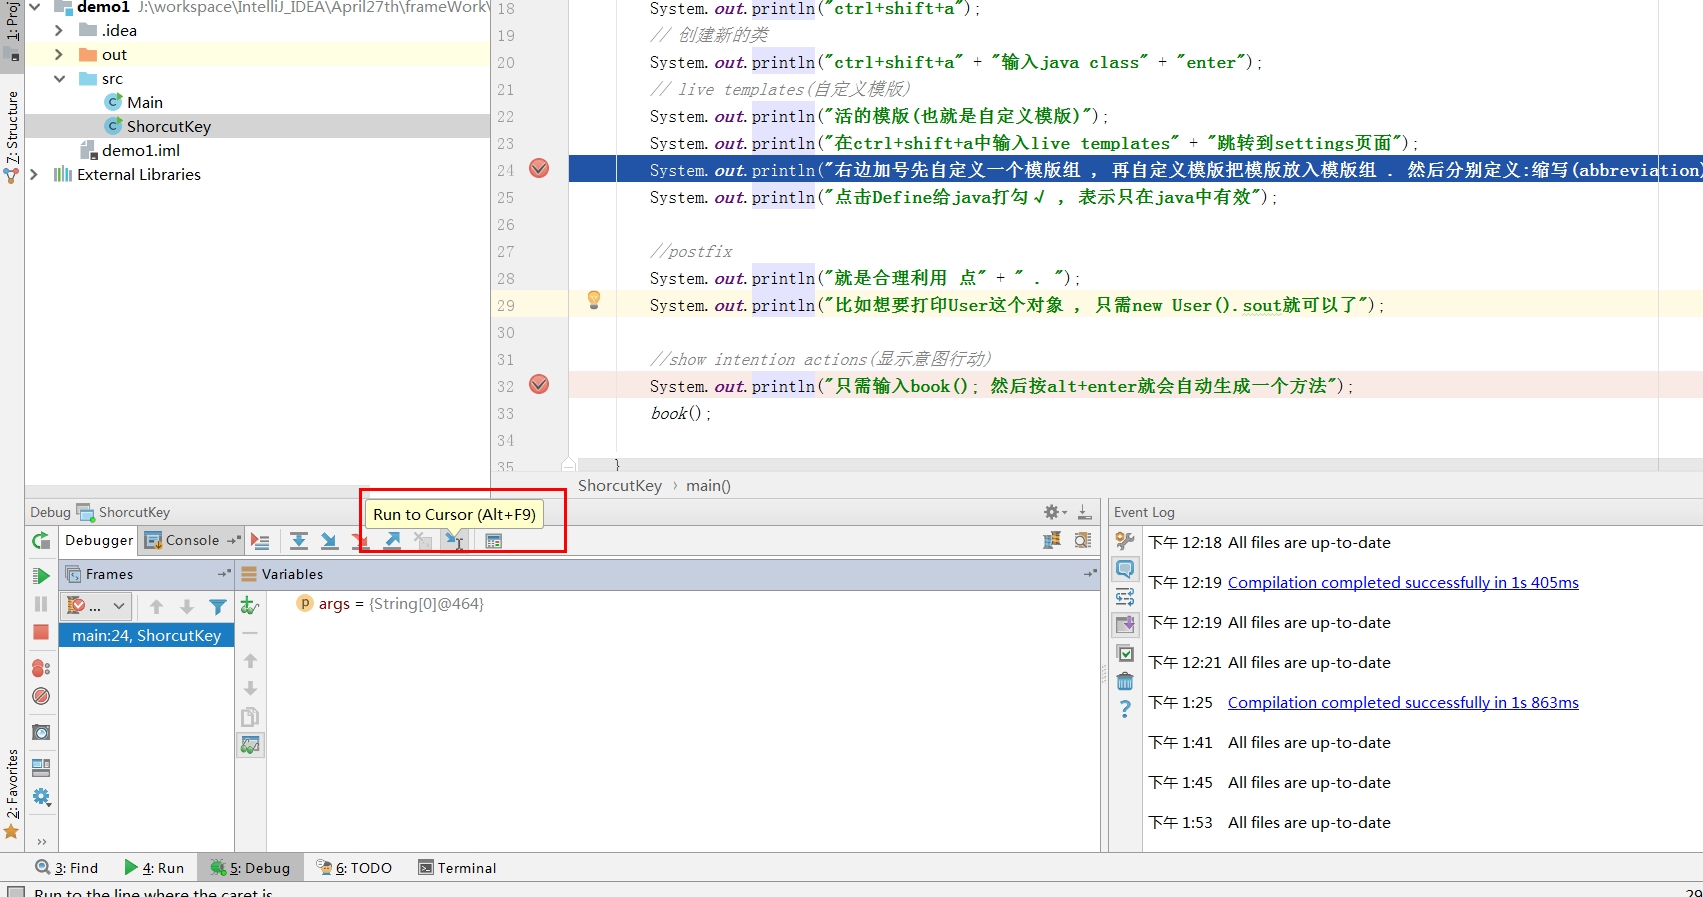 demo1 J:\workspace\IntelliJ_IDEA\April27th\frameWork\
.idea
out
src
Main
ShorcutKey
demo1.iml
External Libraries
1: Proj
7: Structure
2: Favorites
18 System.out.println("ctrl+shift+a");
19 // 创建新的类
20 System.out.println("ctrl+shift+a" + "输入java class" + "enter");
21 // live templates(自定义模版)
22 System.out.println("活的模版(也就是自定义模版)");
23 System.out.println("在ctrl+shift+a中输入live templates" + "跳转到settings页面");
24 System.out.println("右边加号先自定义一个模版组 , 再自定义模版把模版放入模版组 . 然后分别定义:缩写(abbreviation)
25 System.out.println("点击Define给java打勾√ , 表示只在java中有效");
26
27 //postfix
28 System.out.println("就是合理利用 点" + " . ");
29 System.out.println("比如想要打印User这个对象 , 只需new User().sout就可以了");
30
31 //show intention actions(显示意图行动)
32 System.out.println("只需输入book(); 然后按alt+enter就会自动生成一个方法");
33 book();
34
35 }
ShorcutKey › main()
Debug ShorcutKey
Run to Cursor (Alt+F9)
Debugger Console
Frames
Variables
...
main:24, ShorcutKey
args = {String[0]@464}
Event Log
下午 12:18 All files are up-to-date
下午 12:19 Compilation completed successfully in 1s 405ms
下午 12:19 All files are up-to-date
下午 12:21 All files are up-to-date
下午 1:25 Compilation completed successfully in 1s 863ms
下午 1:41 All files are up-to-date
下午 1:45 All files are up-to-date
下午 1:53 All files are up-to-date
3: Find 4: Run 5: Debug 6: TODO Terminal
Run to the line where the caret is
29